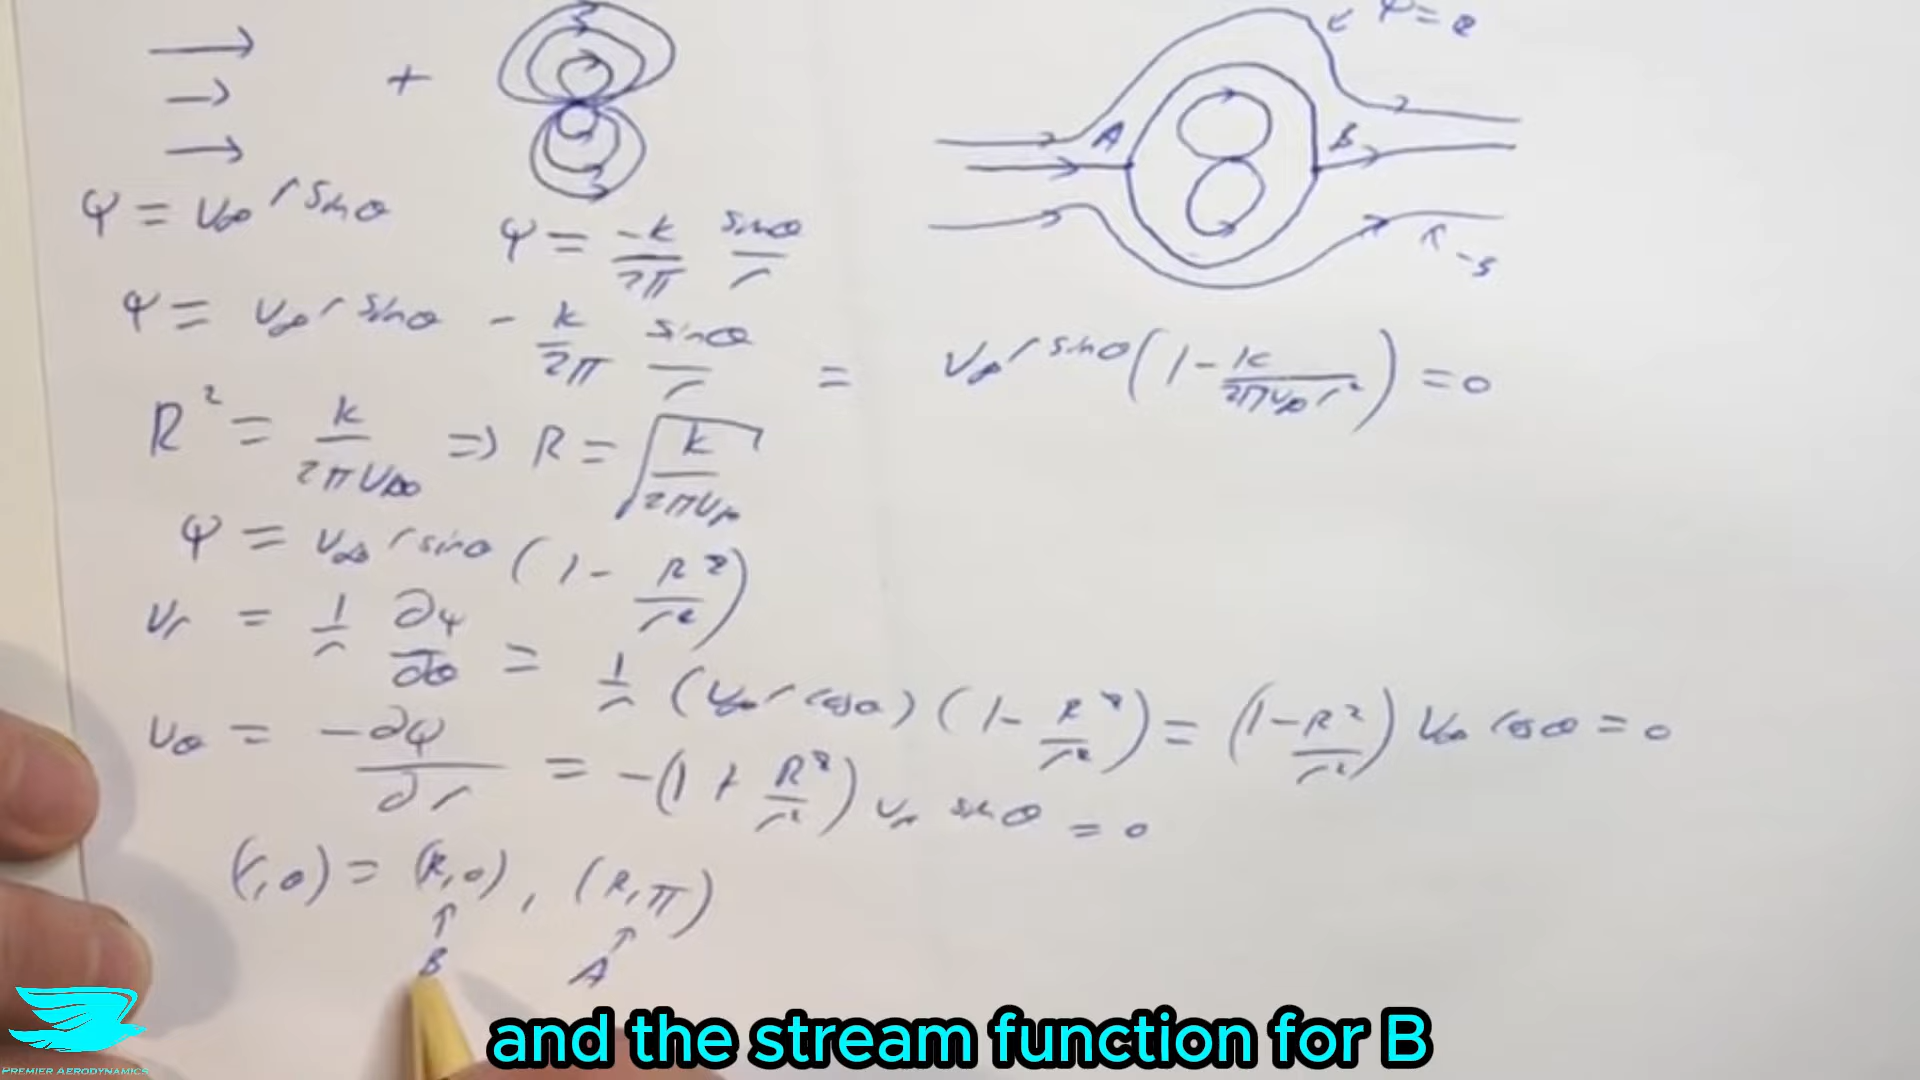 +
ψ = 2
A B
ψ = V∞ r sinθ
ψ = -k/2π sinθ/r
-5
ψ = V∞ r sinθ - k/2π sinθ/r = V∞ r sinθ (1 - k/2πV∞r²) = 0
R² = k/2πV∞ => R = √(k/2πV∞)
ψ = V∞ r sinθ (1 - R²/r²)
Vr = 1/r ∂ψ/∂θ = 1/r (V∞ r cosθ) (1 - R²/r²) = (1 - R²/r²) V∞ cosθ = 0
Vθ = -∂ψ/∂r = -(1 + R²/r²) V∞ sinθ = 0
(r,θ) = (R,0), (R,π)
↑ ↑
B A
and the stream function for B
PREMIER AERODYNAMICS